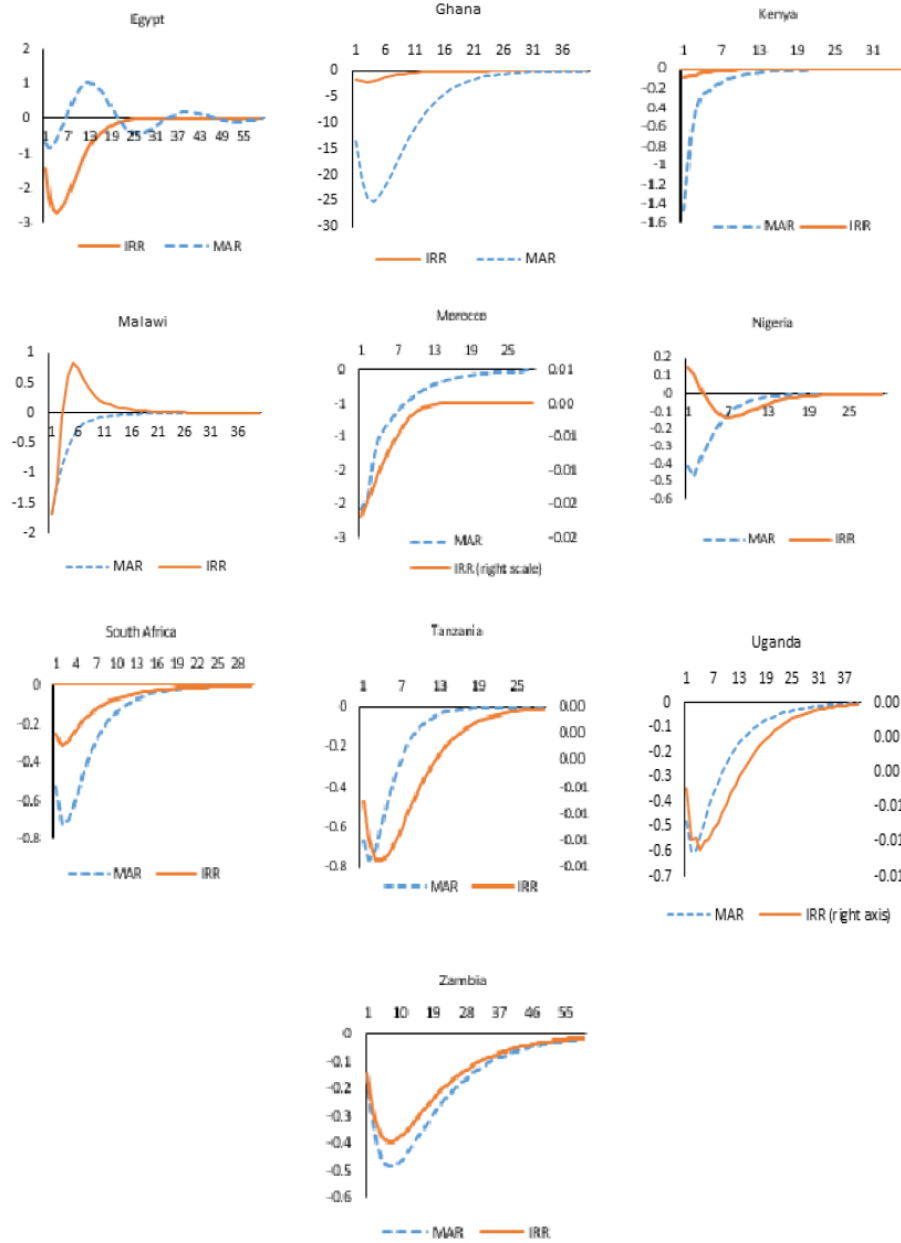 Egypt
2
1
0
1 7 13 19 25 31 37 43 49 55
-1
-2
-3
IRR MAR
Ghana
1 6 11 16 21 26 31 36
0
-5
-10
-15
-20
-25
-30
IRR MAR
Kenya
1 7 13 19 25 31
0
-0.2
-0.4
-0.6
-0.8
-1
-1.2
-1.4
-1.6
MAR IRR
Malawi
1
0.5
0
1 6 11 16 21 26 31 36
-0.5
-1
-1.5
-2
MAR IRR
Morocco
1 7 13 19 25
0 0.01
-1 0.00
-1 -0.01
-2 -0.01
-2 -0.02
-3 -0.02
MAR
IRR (right scale)
Nigeria
0.2
0.1
0
1 7 13 19 25
-0.1
-0.2
-0.3
-0.4
-0.5
-0.6
MAR IRR
South Africa
1 4 7 10 13 16 19 22 25 28
0
-0.2
-0.4
-0.6
-0.8
MAR IRR
Tanzania
1 7 13 19 25
0 0.00
0.00
-0.2 0.00
-0.4 -0.01
-0.6 -0.01
-0.01
-0.8 -0.01
MAR IRR
Uganda
1 7 13 19 25 31 37
0 0.00
-0.1 0.00
-0.2
-0.3 0.00
-0.4 -0.01
-0.5
-0.6 -0.01
-0.7 -0.01
MAR IRR (right axis)
Zambia
1 10 19 28 37 46 55
0
-0.1
-0.2
-0.3
-0.4
-0.5
-0.6
MAR IRR